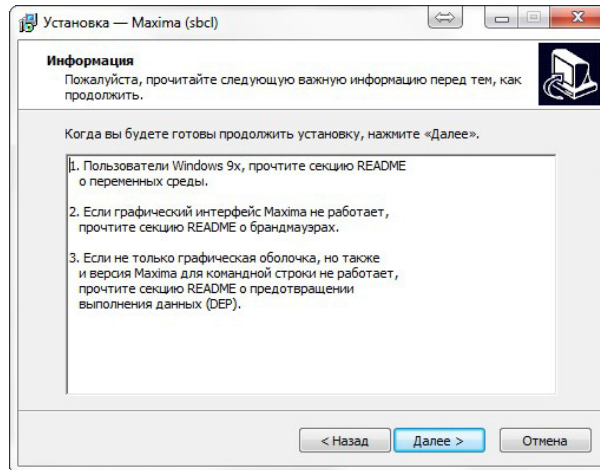 Установка — Maxima (sbcl)
Информация
Пожалуйста, прочитайте следующую важную информацию перед тем, как
продолжить.
Когда вы будете готовы продолжить установку, нажмите «Далее».
1. Пользователи Windows 9x, прочтите секцию README
о переменных среды.
2. Если графический интерфейс Maxima не работает,
прочтите секцию README о брандмауэрах.
3. Если не только графическая оболочка, но также
и версия Maxima для командной строки не работает,
прочтите секцию README о предотвращении
выполнения данных (DEP).
< Назад
Далее >
Отмена